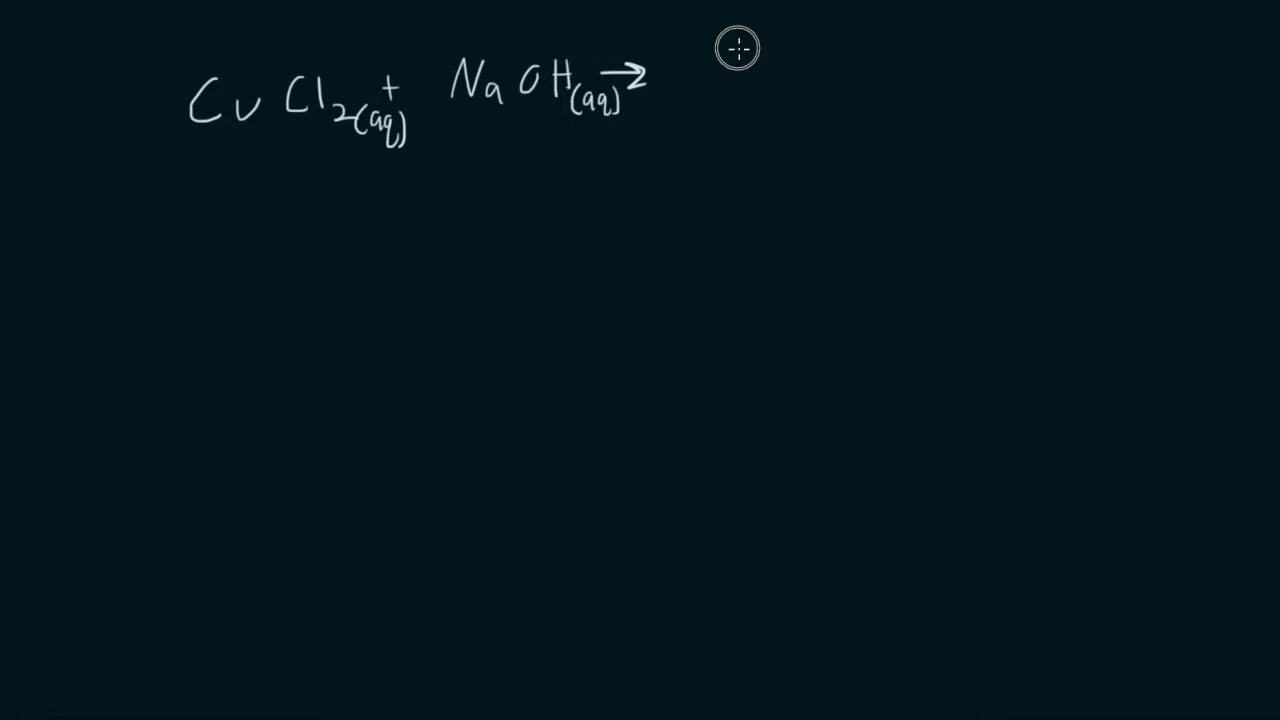 CuCl₂(aq) + NaOH(aq) →